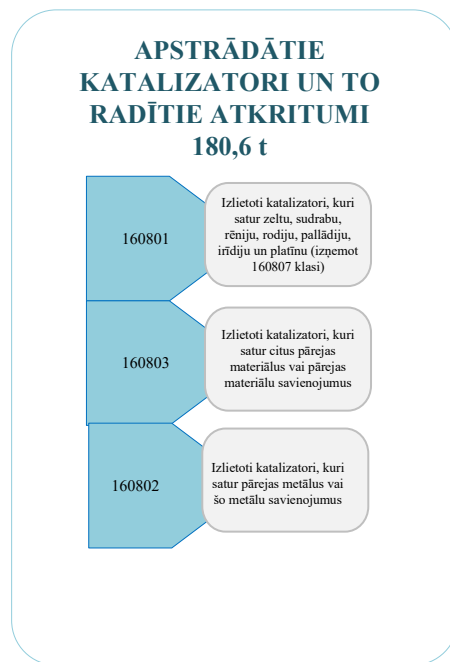 APSTRĀDĀTIE
KATALIZATORI UN TO
RADĪTIE ATKRITUMI
180,6 t
160801
Izlietoti katalizatori, kuri
satur zeltu, sudrabu,
rēniju, rodiju, pallādiju,
irīdiju un platīnu (izņemot
160807 klasi)
160803
Izlietoti katalizatori, kuri
satur citus pārejas
materiālus vai pārejas
materiālu savienojumus
160802
Izlietoti katalizatori, kuri
satur pārejas metālus vai
šo metālu savienojumus